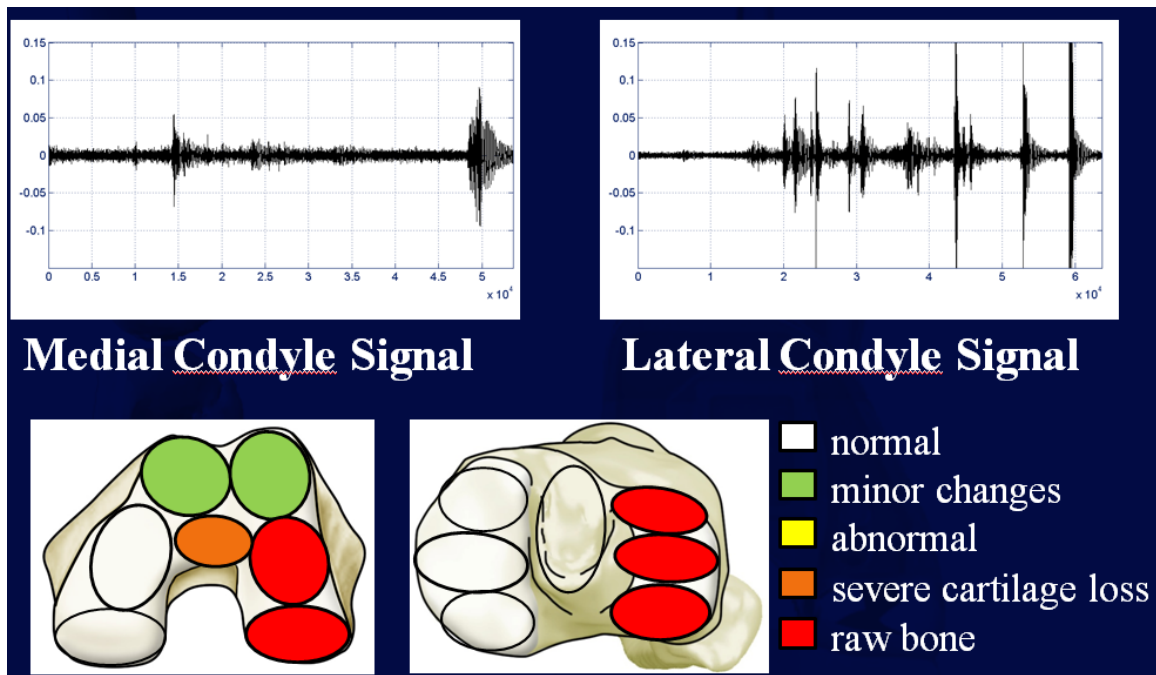 0.15
0.1
0.05
0
-0.05
-0.1
0 0.5 1 1.5 2 2.5 3 3.5 4 4.5 5
x 10⁴
0.15
0.1
0.05
0
-0.05
-0.1
0 1 2 3 4 5 6
x 10⁴
Medial Condyle Signal
Lateral Condyle Signal
normal
minor changes
abnormal
severe cartilage loss
raw bone